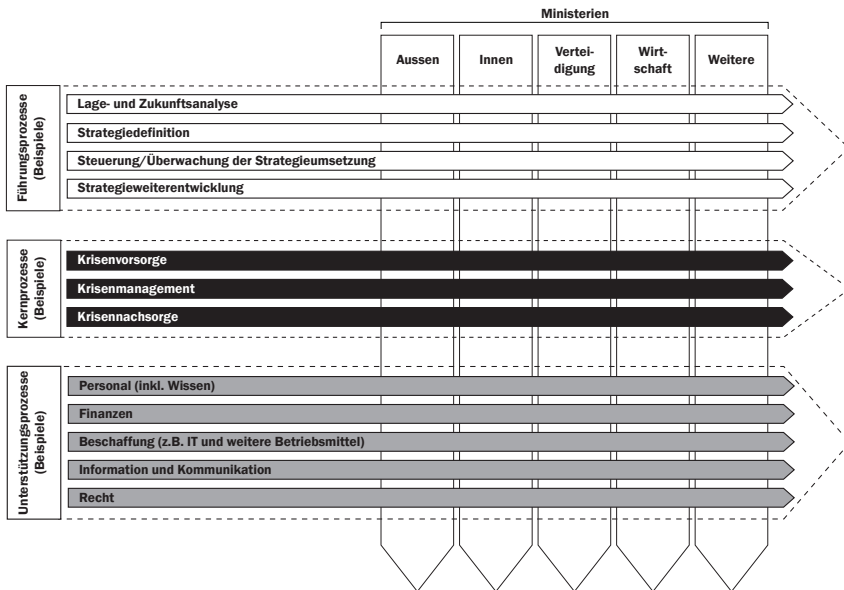 Ministerien
Aussen
Innen
Vertei-
digung
Wirt-
schaft
Weitere
Führungsprozesse
(Beispiele)
Lage- und Zukunftsanalyse
Strategiedefinition
Steuerung/Überwachung der Strategieumsetzung
Strategieweiterentwicklung
Kernprozesse
(Beispiele)
Krisenvorsorge
Krisenmanagement
Krisennachsorge
Unterstützungsprozesse
(Beispiele)
Personal (inkl. Wissen)
Finanzen
Beschaffung (z.B. IT und weitere Betriebsmittel)
Information und Kommunikation
Recht